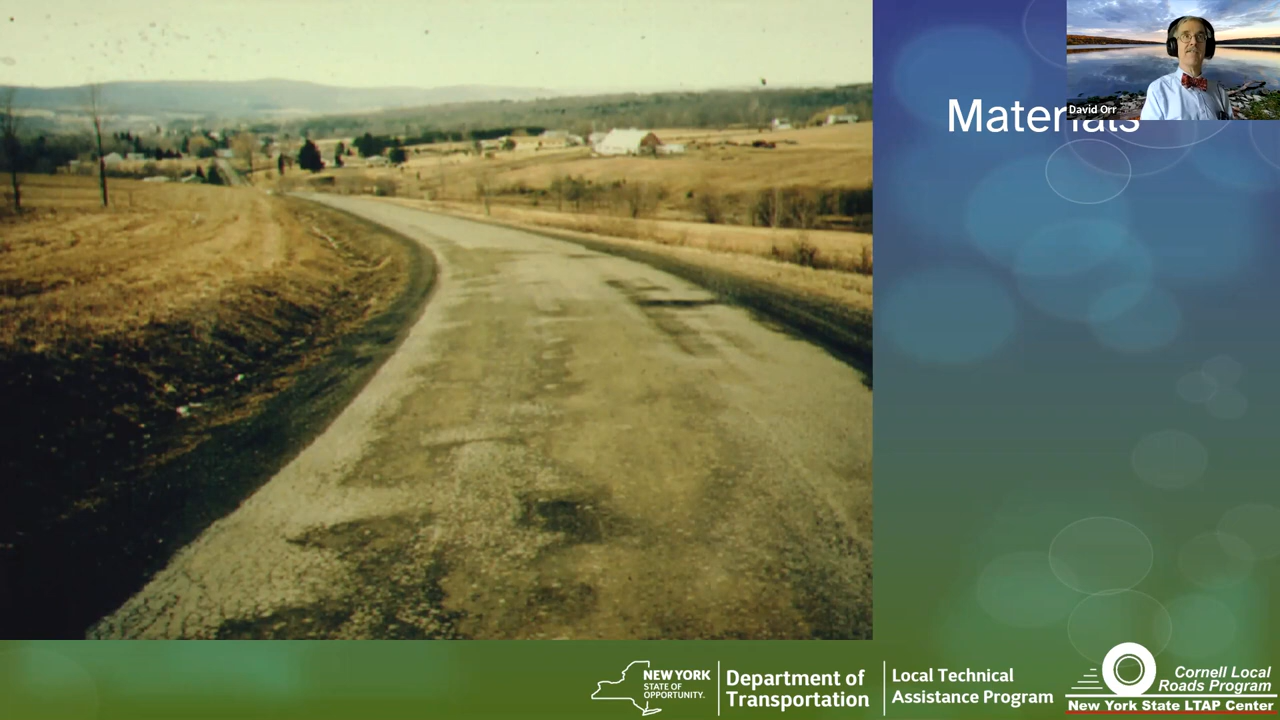 Materials
David Orr
NEW YORK
STATE OF
OPPORTUNITY.
Department of
Transportation
Local Technical
Assistance Program
Cornell Local
Roads Program
New York State LTAP Center